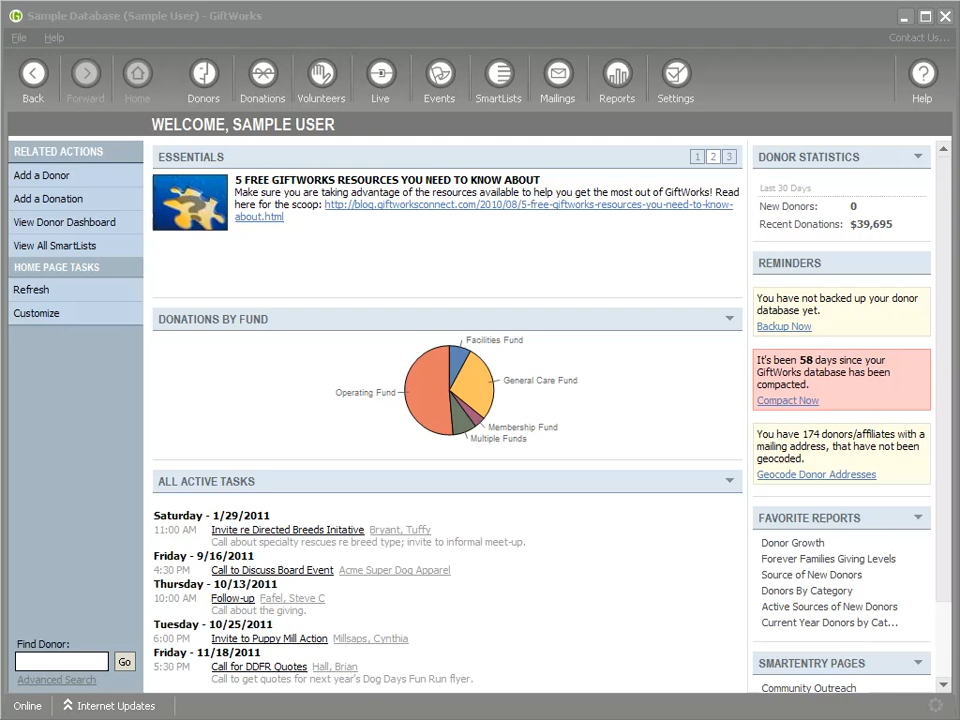 Sample Database (Sample User) - GiftWorks
File Help
Contact Us...
Back
Forward
Home
Donors
Donations
Volunteers
Live
Events
SmartLists
Mailings
Reports
Settings
Help
WELCOME, SAMPLE USER
RELATED ACTIONS
Add a Donor
Add a Donation
View Donor Dashboard
View All SmartLists
HOME PAGE TASKS
Refresh
Customize
Find Donor:
Go
Advanced Search
ESSENTIALS
1 2 3
5 FREE GIFTWORKS RESOURCES YOU NEED TO KNOW ABOUT
Make sure you are taking advantage of the resources available to help you get the most out of GiftWorks! Read
here for the scoop: http://blog.giftworksconnect.com/2010/08/5-free-giftworks-resources-you-need-to-know-
about.html
DONATIONS BY FUND
Facilities Fund
General Care Fund
Operating Fund
Membership Fund
Multiple Funds
ALL ACTIVE TASKS
Saturday - 1/29/2011
11:00 AM Invite re Directed Breeds Initative Bryant, Tuffy
Call about specialty rescues re breed type; invite to informal meet-up.
Friday - 9/16/2011
4:30 PM Call to Discuss Board Event Acme Super Dog Apparel
Thursday - 10/13/2011
10:00 AM Follow-up Fafel, Steve C
Call about the giving.
Tuesday - 10/25/2011
6:00 PM Invite to Puppy Mill Action Millsaps, Cynthia
Friday - 11/18/2011
5:30 PM Call for DDFR Quotes Hall, Brian
Call to get quotes for next year's Dog Days Fun Run flyer.
DONOR STATISTICS
Last 30 Days
New Donors: 0
Recent Donations: $39,695
REMINDERS
You have not backed up your donor
database yet.
Backup Now
It's been 58 days since your
GiftWorks database has been
compacted.
Compact Now
You have 174 donors/affiliates with a
mailing address, that have not been
geocoded.
Geocode Donor Addresses
FAVORITE REPORTS
Donor Growth
Forever Families Giving Levels
Source of New Donors
Donors By Category
Active Sources of New Donors
Current Year Donors by Cat...
SMARTENTRY PAGES
Community Outreach
Online
Internet Updates